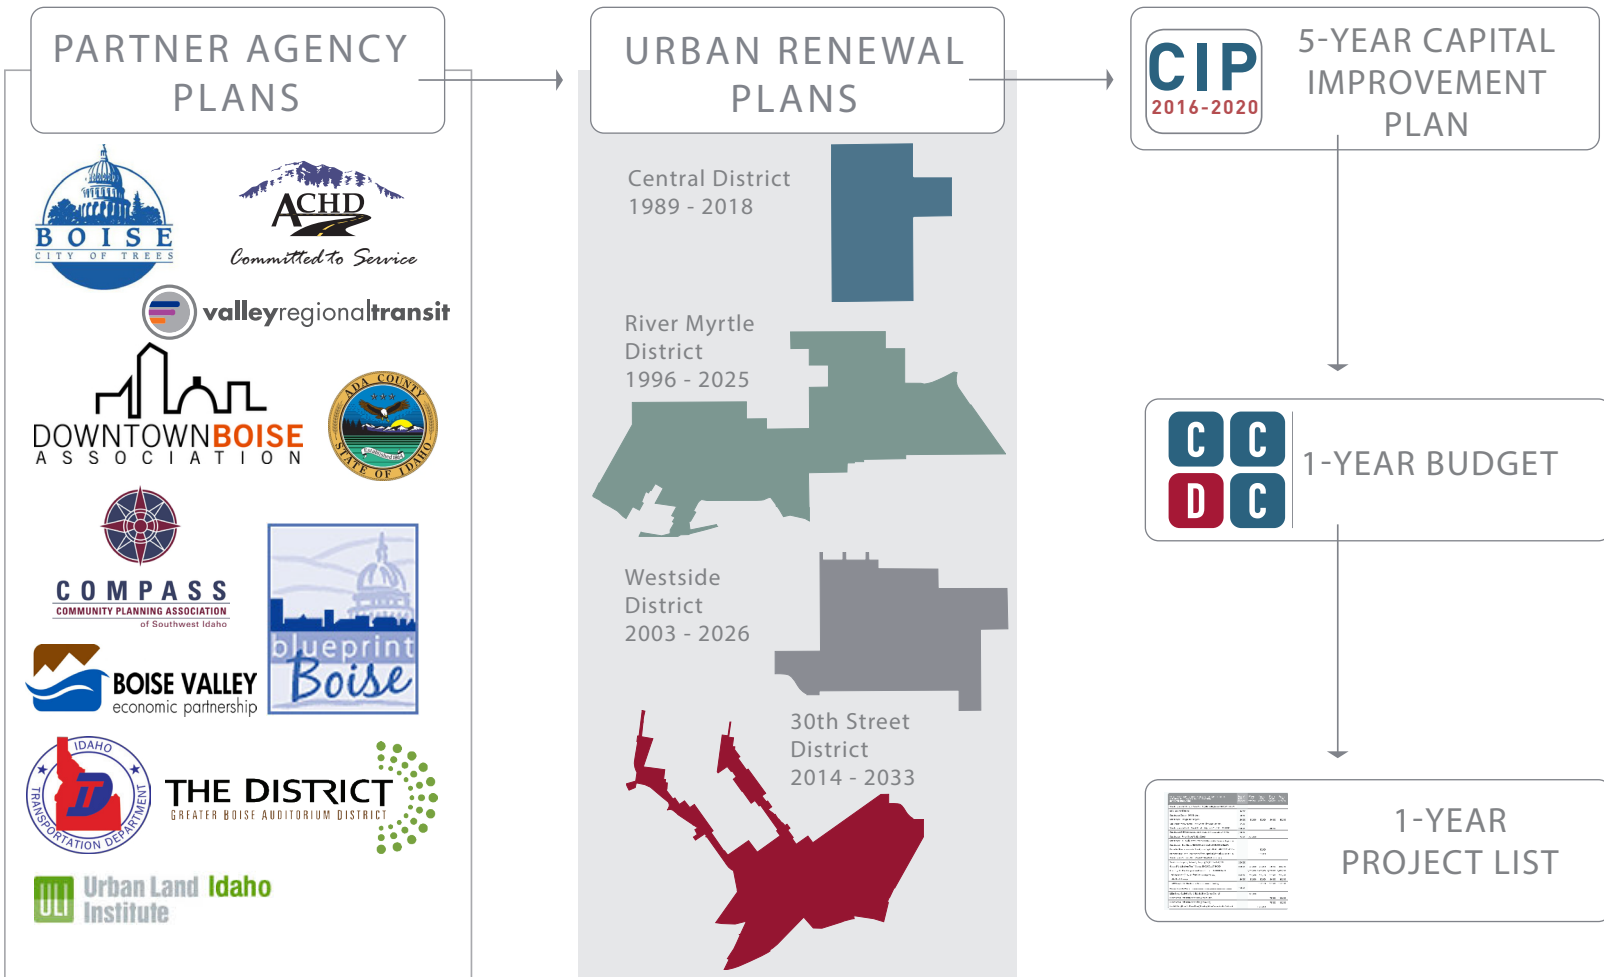 PARTNER AGENCY
PLANS
BOISE
CITY OF TREES
ACHD
Committed to Service
valleyregionaltransit
DOWNTOWNBOISE
ASSOCIATION
ADA COUNTY
STATE OF IDAHO
COMPASS
COMMUNITY PLANNING ASSOCIATION
of Southwest Idaho
blueprint
Boise
BOISE VALLEY
economic partnership
IDAHO
TRANSPORTATION DEPARTMENT
THE DISTRICT
GREATER BOISE AUDITORIUM DISTRICT
ULI
Urban Land Idaho
Institute
URBAN RENEWAL
PLANS
Central District
1989 - 2018
River Myrtle
District
1996 - 2025
Westside
District
2003 - 2026
30th Street
District
2014 - 2033
CIP
2016-2020
5-YEAR CAPITAL
IMPROVEMENT
PLAN
C C
D C
1-YEAR BUDGET
1-YEAR
PROJECT LIST